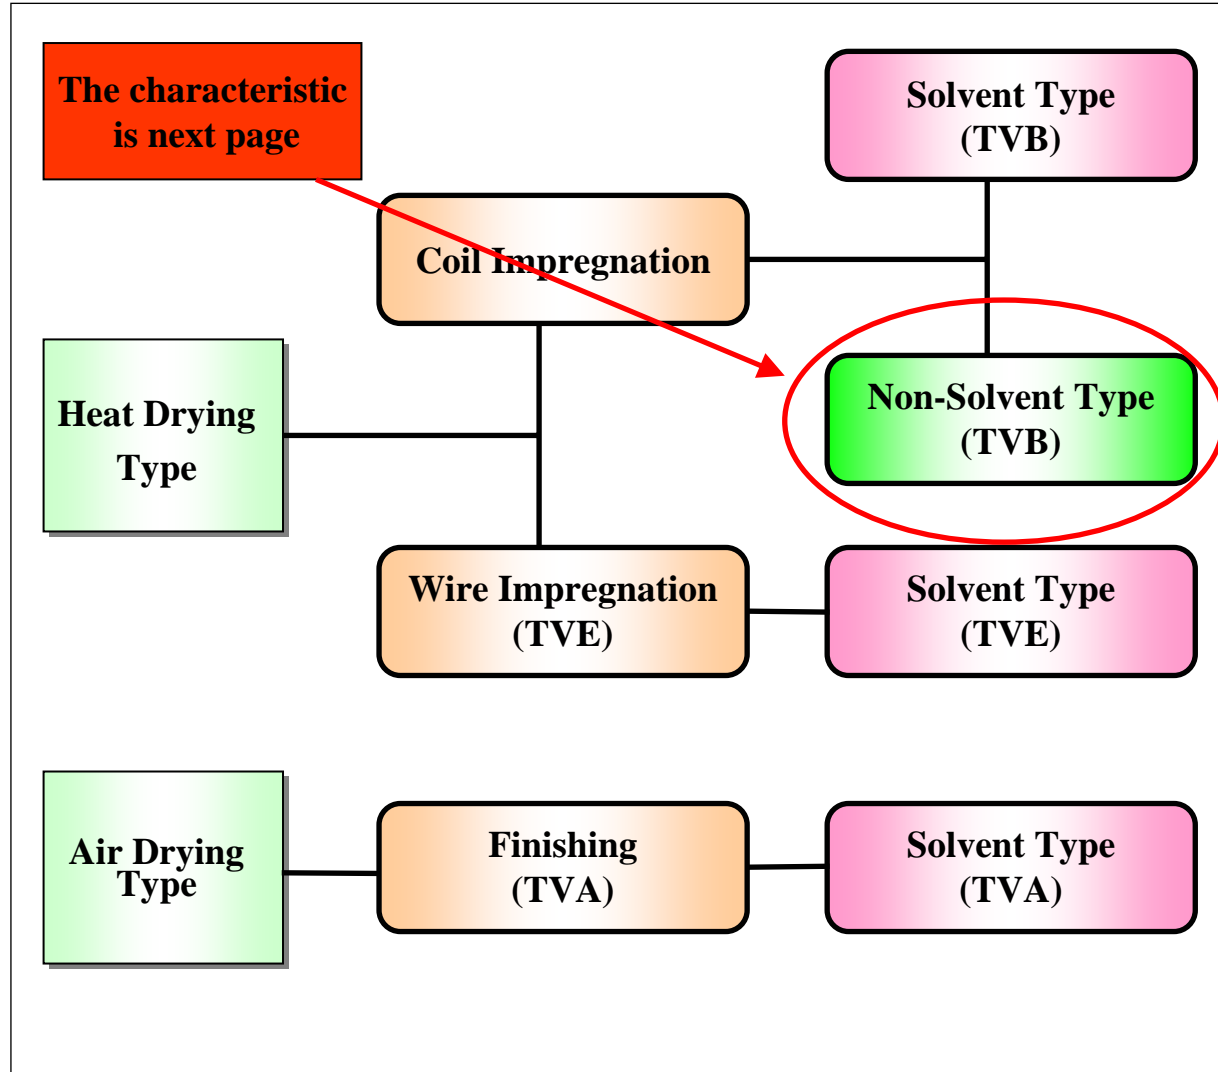 The characteristic
is next page
Solvent Type
(TVB)
Coil Impregnation
Heat Drying
Type
Non-Solvent Type
(TVB)
Wire Impregnation
(TVE)
Solvent Type
(TVE)
Air Drying
Type
Finishing
(TVA)
Solvent Type
(TVA)